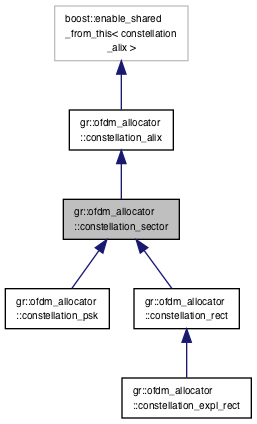 boost::enable_shared
_from_this< constellation
_alix >
gr::ofdm_allocator
::constellation_alix
gr::ofdm_allocator
::constellation_sector
gr::ofdm_allocator
::constellation_psk
gr::ofdm_allocator
::constellation_rect
gr::ofdm_allocator
::constellation_expl_rect